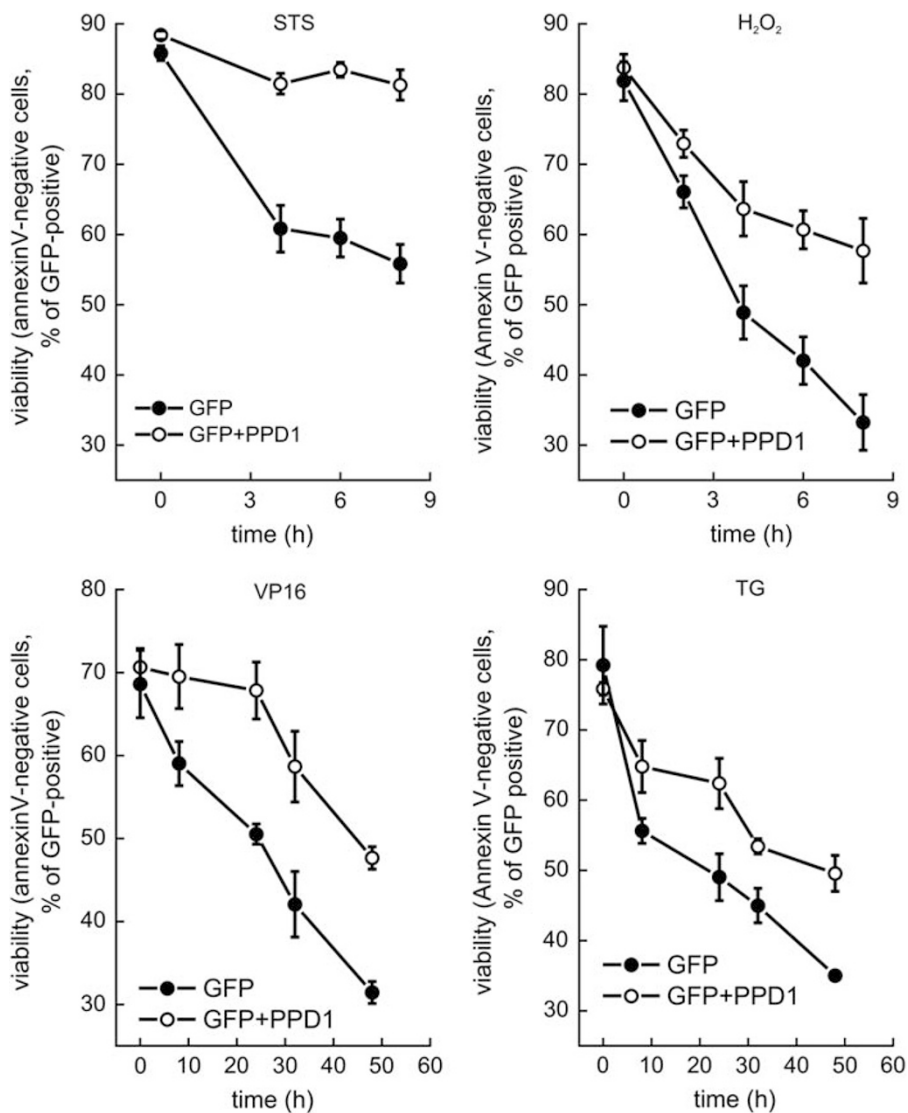 STS
viability (annexinV-negative cells,
% of GFP-positive)
90
80
70
60
50
40
30
GFP
GFP+PPD1
0
3
6
9
time (h)
H₂O₂
viability (Annexin V-negative cells,
% of GFP positive)
90
80
70
60
50
40
30
GFP
GFP+PPD1
0
3
6
9
time (h)
VP16
viability (annexinV-negative cells,
% of GFP-positive)
80
70
60
50
40
30
GFP
GFP+PPD1
0
10
20
30
40
50
60
time (h)
TG
viability (Annexin V-negative cells,
% of GFP positive)
90
80
70
60
50
40
30
GFP
GFP+PPD1
0
10
20
30
40
50
60
time (h)